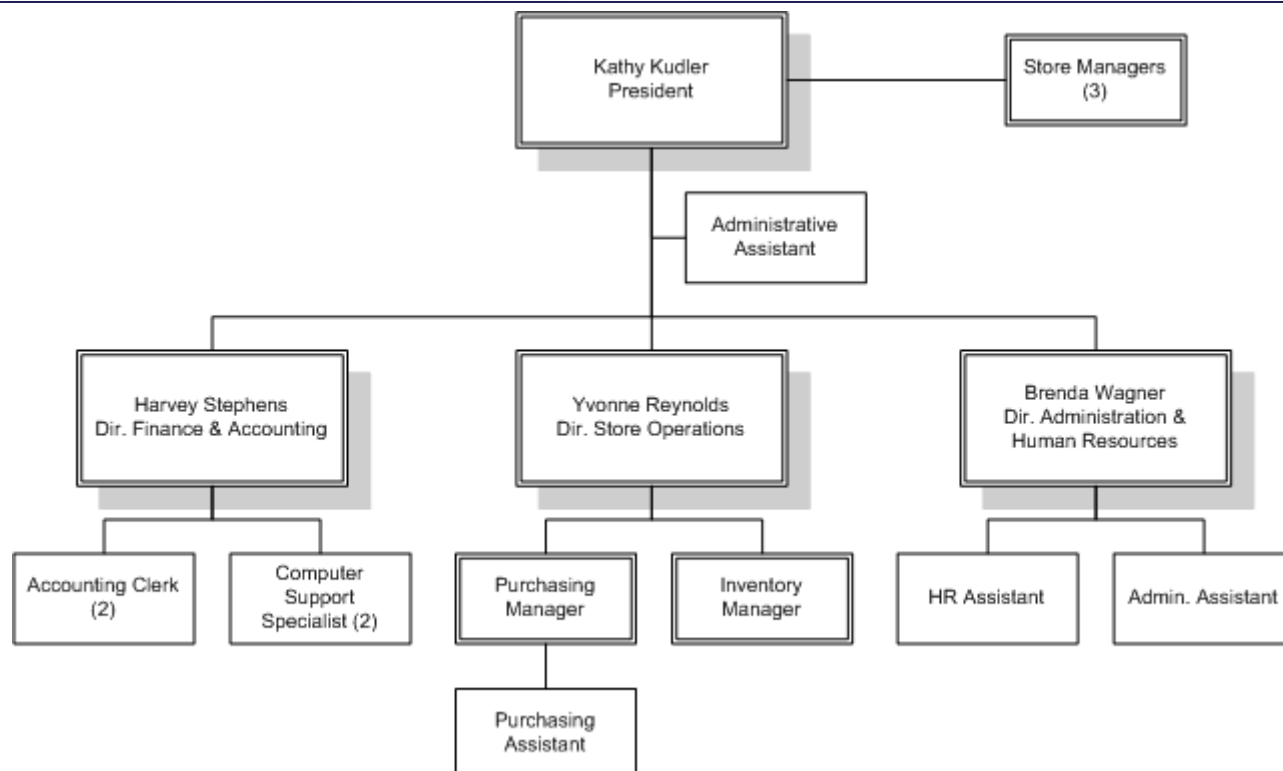 Kathy Kudler
President
Store Managers
(3)
Administrative
Assistant
Harvey Stephens
Dir. Finance & Accounting
Yvonne Reynolds
Dir. Store Operations
Brenda Wagner
Dir. Administration &
Human Resources
Accounting Clerk
(2)
Computer
Support
Specialist (2)
Purchasing
Manager
Inventory
Manager
HR Assistant
Admin. Assistant
Purchasing
Assistant